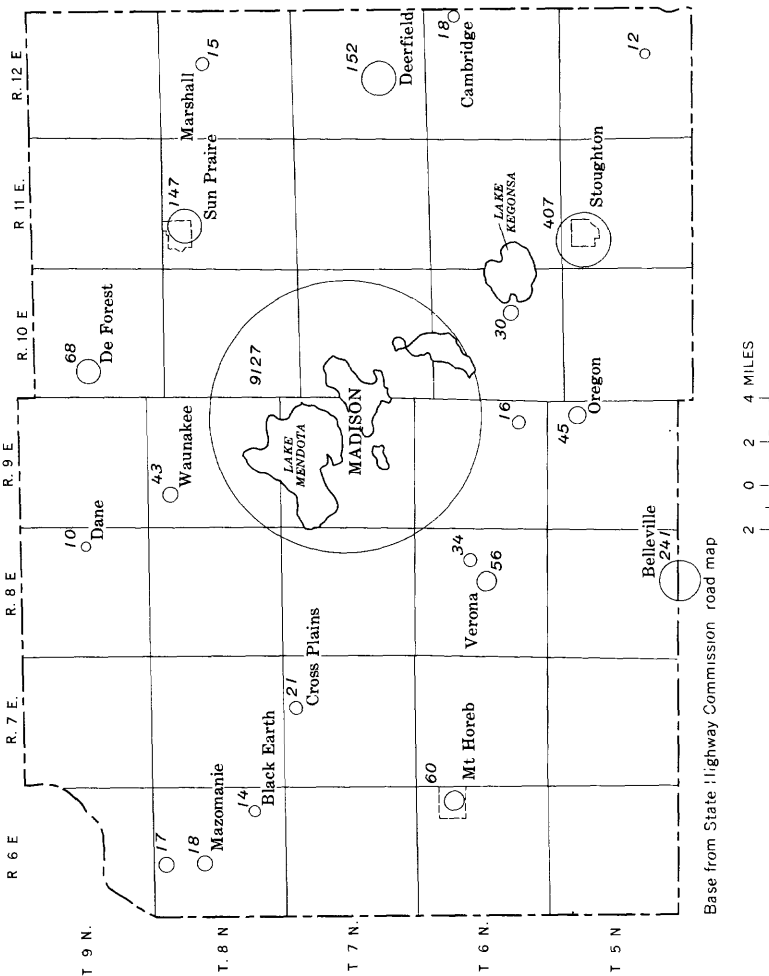 R 6 E
R. 7 E.
R. 8 E
R. 9 E
R. 10 E
R 11 E.
R. 12 E
T 9 N.
T. 8 N
T 7 N.
T 6 N.
T 5 N
10
Dane
68
De Forest
17
18
Mazomanie
14
Black Earth
43
Waunakee
147
Sun Praire
Marshall
15
21
Cross Plains
9127
LAKE
MENDOTA
MADISON
152
Deerfield
60
Mt Horeb
34
56
Verona
16
30
LAKE
KEGONSA
18
Cambridge
45
Oregon
407
Stoughton
12
Belleville
241
Base from State Highway Commission road map
2 0 2 4 MILES